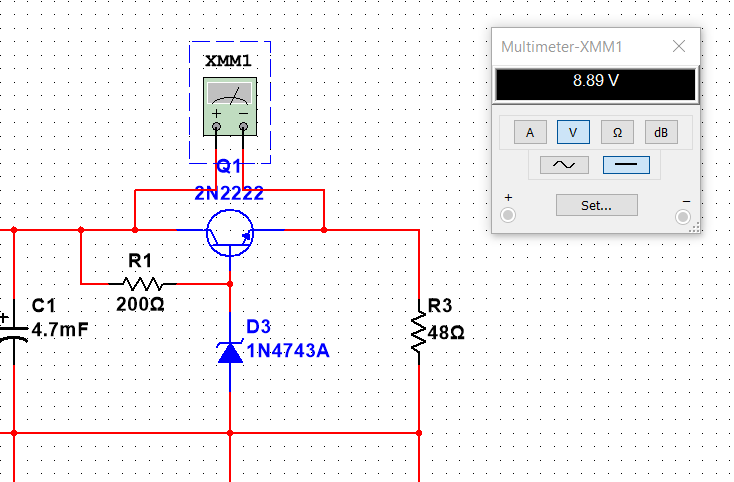 Multimeter-XMM1
8.89 V
A V Ω dB
Set...
+ −
XMM1
+ −
Q1
2N2222
R1
200Ω
C1
+
4.7mF
D3
1N4743A
R3
48Ω